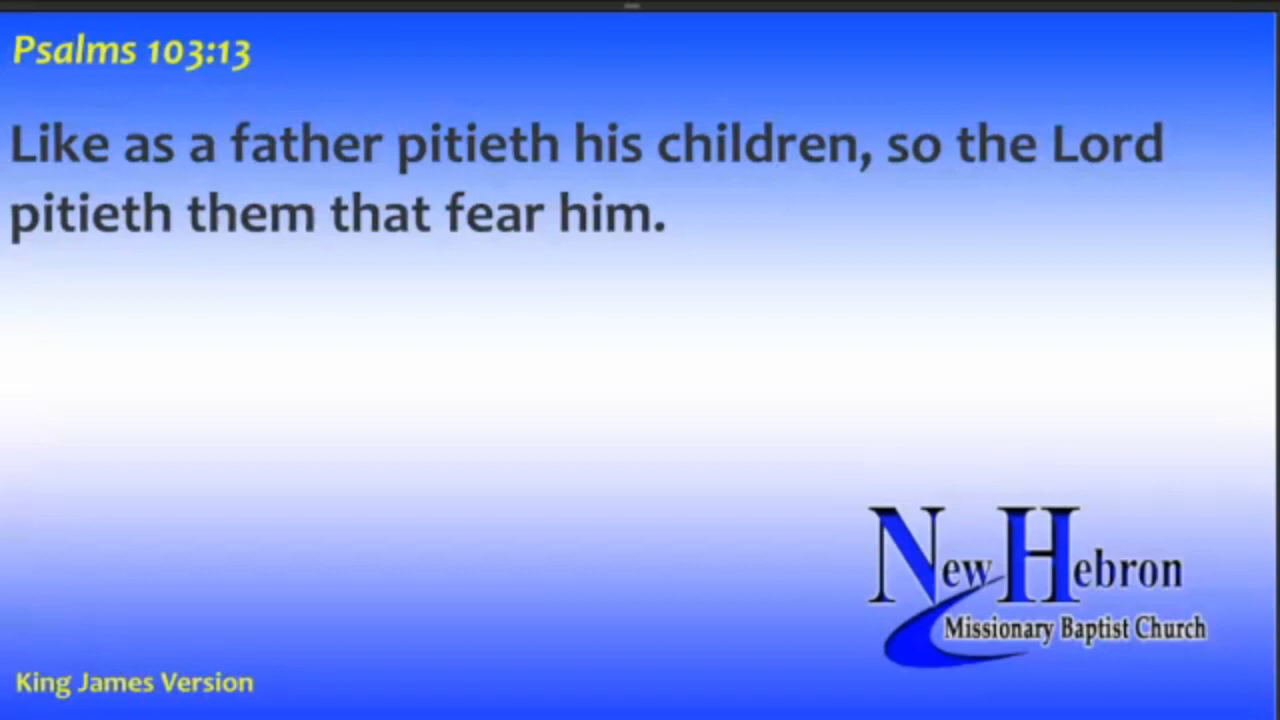 Psalms 103:13
Like as a father pitieth his children, so the Lord
pitieth them that fear him.
New Hebron
Missionary Baptist Church
King James Version